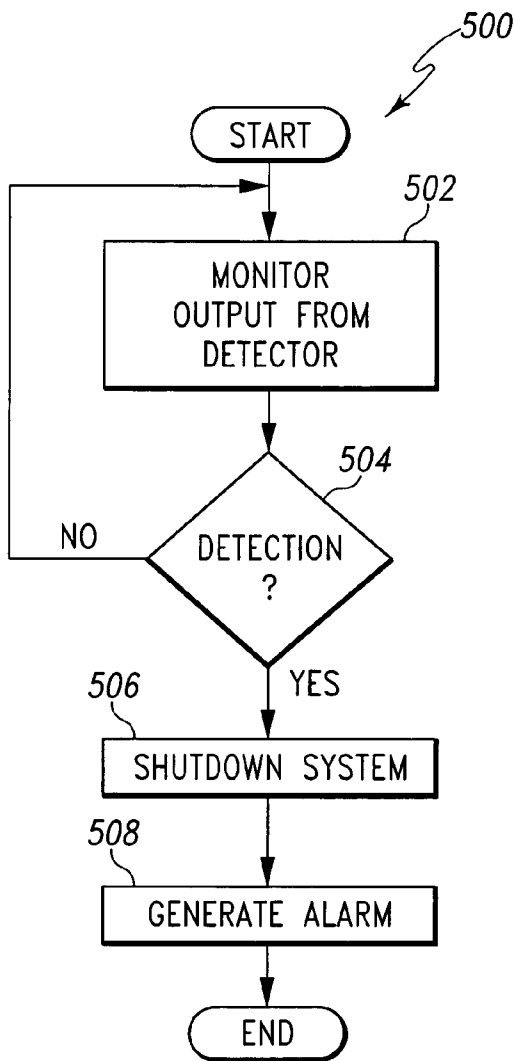 500
START
502
MONITOR
OUTPUT FROM
DETECTOR
504
DETECTION
?
NO
YES
506
SHUTDOWN SYSTEM
508
GENERATE ALARM
END